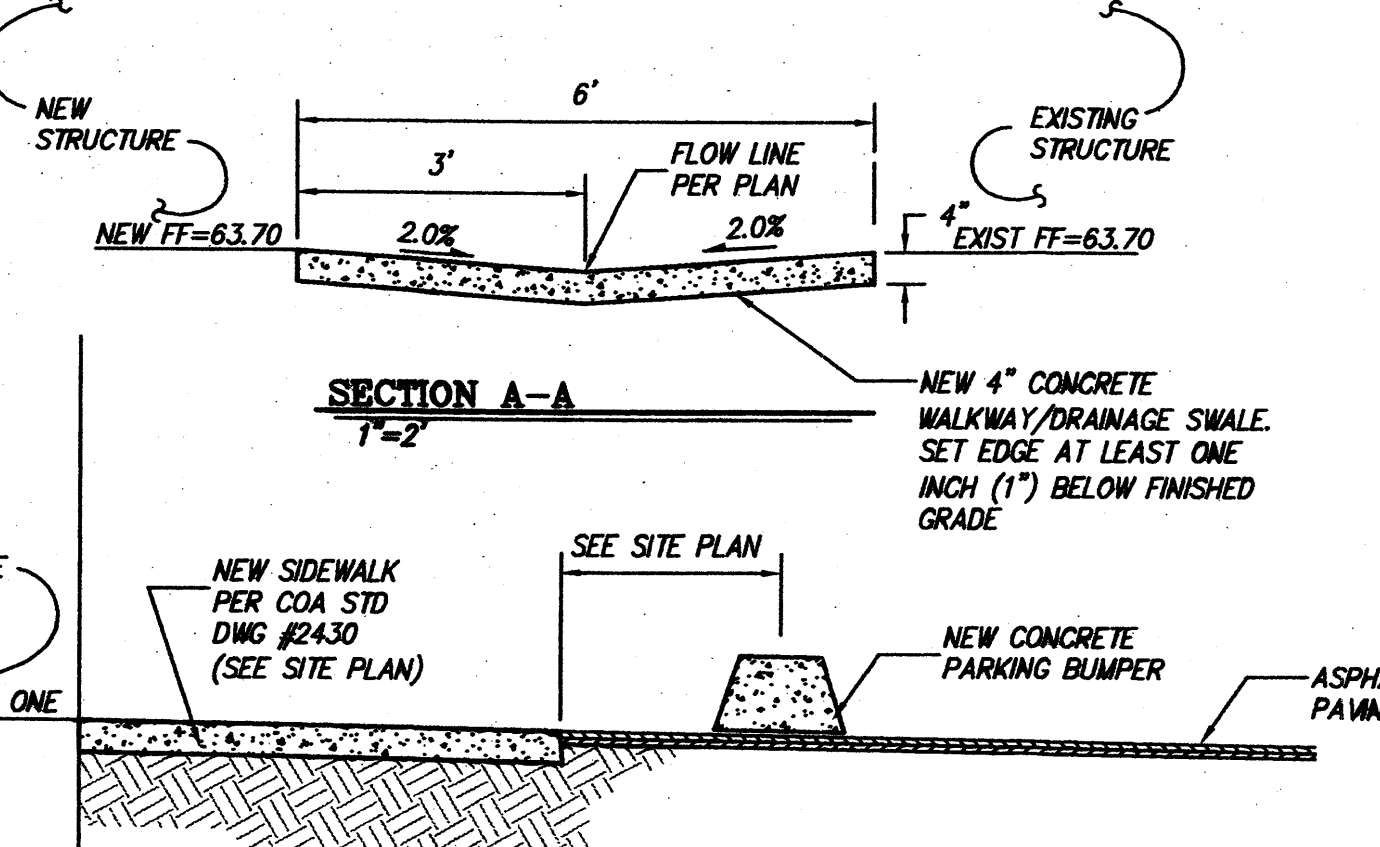 6'
NEW
STRUCTURE
EXISTING
STRUCTURE
3'
FLOW LINE
PER PLAN
NEW FF=63.70
2.0%
2.0%
4"
EXIST FF=63.70
SECTION A-A
1"=2'
NEW 4" CONCRETE
WALKWAY/DRAINAGE SWALE.
SET EDGE AT LEAST ONE
INCH (1") BELOW FINISHED
GRADE
SEE SITE PLAN
NEW SIDEWALK
PER COA STD
DWG #2430
(SEE SITE PLAN)
NEW CONCRETE
PARKING BUMPER
ONE